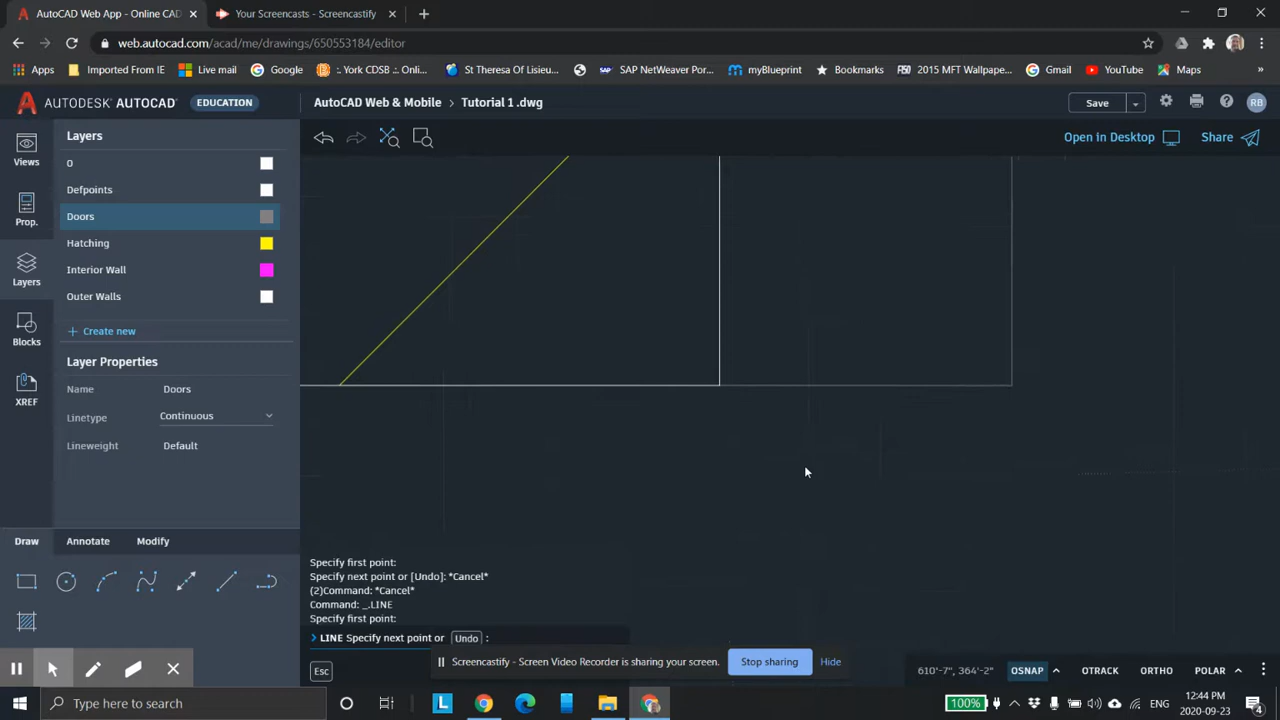 AutoCAD Web App - Online CAD
Your Screencasts - Screencastify
web.autocad.com/acad/me/drawings/650553184/editor
Apps
Imported From IE
Live mail
Google
.: York CDSB :. Onli...
St Theresa Of Lisieu...
SAP NetWeaver Por...
myBlueprint
Bookmarks
2015 MFT Wallpape...
Gmail
YouTube
Maps
»
AUTODESK® AUTOCAD®
EDUCATION
AutoCAD Web & Mobile > Tutorial 1 .dwg
Save
RB
Open in Desktop
Share
Views
Prop.
Layers
Blocks
XREF
Layers
0
Defpoints
Doors
Hatching
Interior Wall
Outer Walls
+ Create new
Layer Properties
Name Doors
Linetype Continuous
Lineweight Default
Draw Annotate Modify
Specify first point:
Specify next point or [Undo]: *Cancel*
(2)Command: *Cancel*
Command: _.LINE
Specify first point:
LINE Specify next point or Undo :
Esc
Screencastify - Screen Video Recorder is sharing your screen.
Stop sharing
Hide
610'-7", 364'-2"
OSNAP
OTRACK
ORTHO
POLAR
Type here to search
L
100%
ENG
12:44 PM
2020-09-23
4